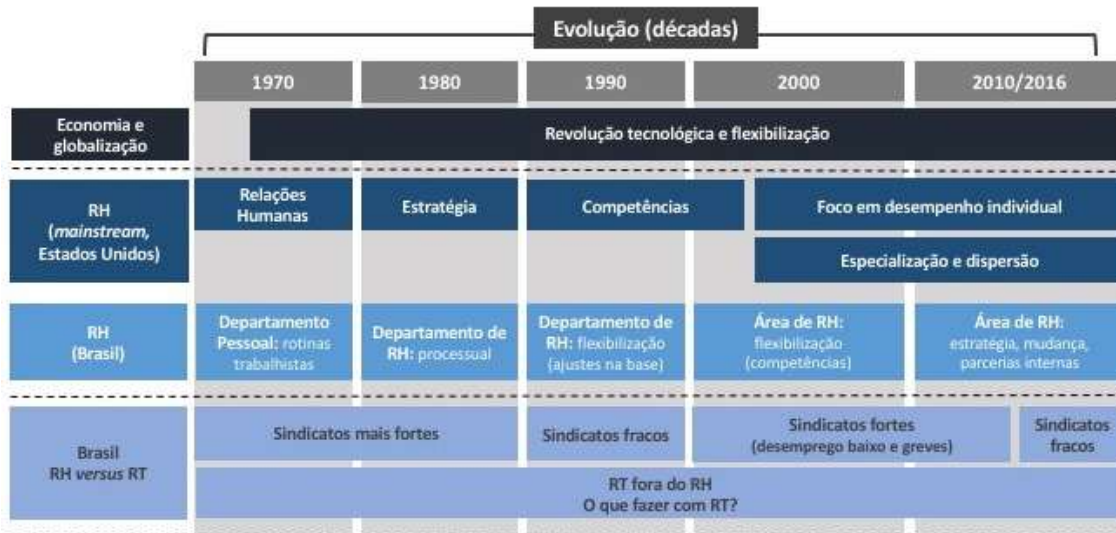 Evolução (décadas)
1970
1980
1990
2000
2010/2016
Economia e
globalização
Revolução tecnológica e flexibilização
RH
(mainstream,
Estados Unidos)
Relações
Humanas
Estratégia
Competências
Foco em desempenho individual
Especialização e dispersão
RH
(Brasil)
Departamento
Pessoal: rotinas
trabalhistas
Departamento de
RH: processual
Departamento de
RH: flexibilização
(ajustes na base)
Área de RH:
flexibilização
(competências)
Área de RH:
estratégia, mudança,
parcerias internas
Brasil
RH versus RT
Sindicatos mais fortes
Sindicatos fracos
Sindicatos fortes
(desemprego baixo e greves)
Sindicatos
fracos
RT fora do RH
O que fazer com RT?